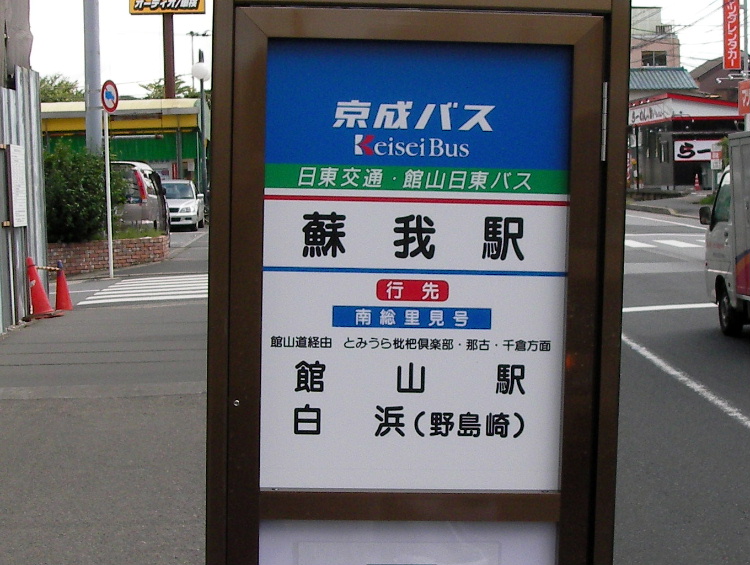 オーディオ/車検
京成バス
KeiseiBus
日東交通・館山日東バス
蘇我駅
行先
南総里見号
館山道経由 とみうら枇杷倶楽部・那古・千倉方面
館山駅
白浜(野島崎)
レンタカー
らー